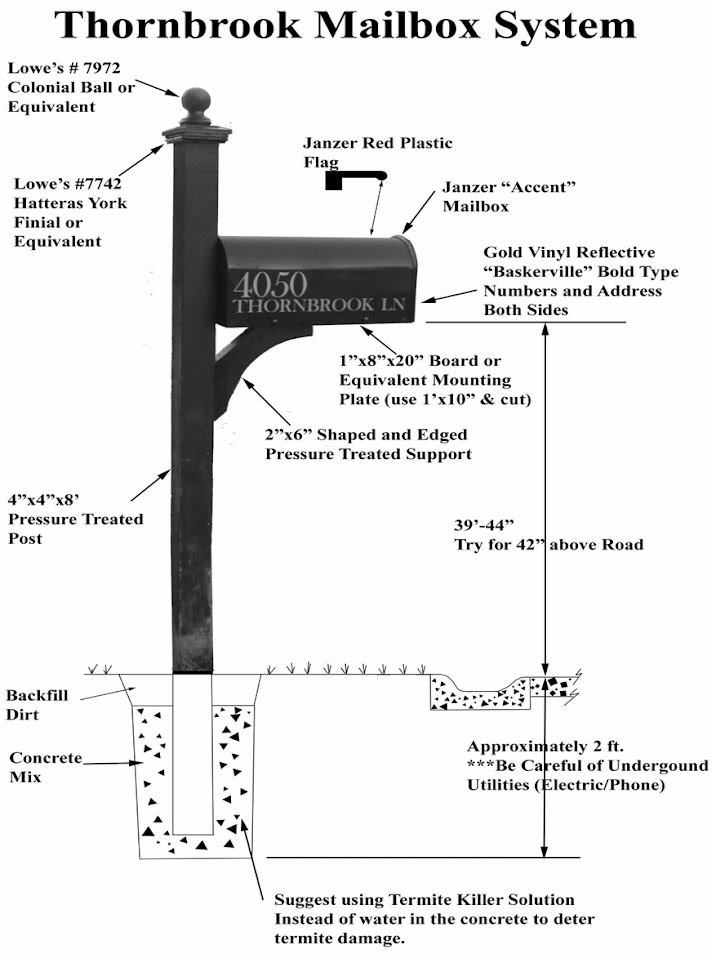 Thornbrook Mailbox System
Lowe's # 7972
Colonial Ball or
Equivalent
Janzer Red Plastic
Flag
Lowe's #7742
Hatteras York
Finial or
Equivalent
Janzer “Accent”
Mailbox
Gold Vinyl Reflective
“Baskerville” Bold Type
Numbers and Address
Both Sides
4050
THORNBROOK LN
1”x8”x20” Board or
Equivalent Mounting
Plate (use 1’x10” & cut)
2”x6” Shaped and Edged
Pressure Treated Support
4”x4”x8’
Pressure Treated
Post
39’-44”
Try for 42” above Road
Backfill
Dirt
Concrete
Mix
Approximately 2 ft.
***Be Careful of Undergound
Utilities (Electric/Phone)
Suggest using Termite Killer Solution
Instead of water in the concrete to deter
termite damage.